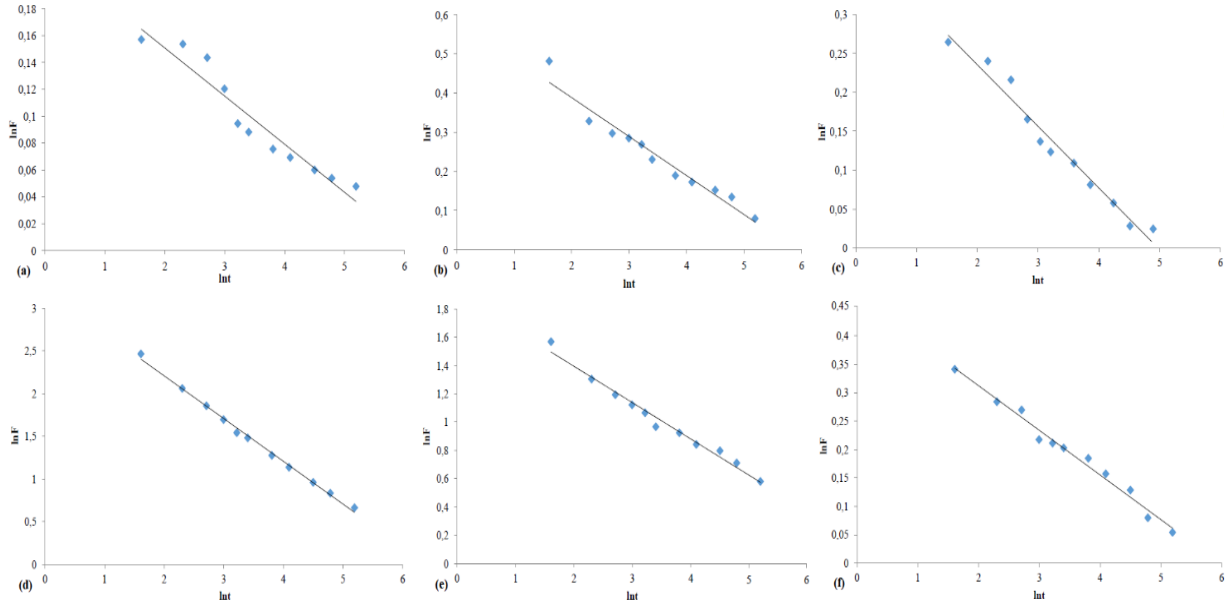 0,18
0,16
0,14
0,12
0,1
0,08
0,06
0,04
0,02
0
lnF
0 1 2 3 4 5 6
lnt
(a)
0,6
0,5
0,4
0,3
0,2
0,1
0
lnF
0 1 2 3 4 5 6
lnt
(b)
0,3
0,25
0,2
0,15
0,1
0,05
0
lnF
0 1 2 3 4 5 6
lnt
(c)
3
2,5
2
1,5
1
0,5
0
lnF
0 1 2 3 4 5 6
lnt
(d)
1,8
1,6
1,4
1,2
1
0,8
0,6
0,4
0,2
0
lnF
0 1 2 3 4 5 6
lnt
(e)
0,45
0,4
0,35
0,3
0,25
0,2
0,15
0,1
0,05
0
lnF
0 1 2 3 4 5 6
lnt
(f)